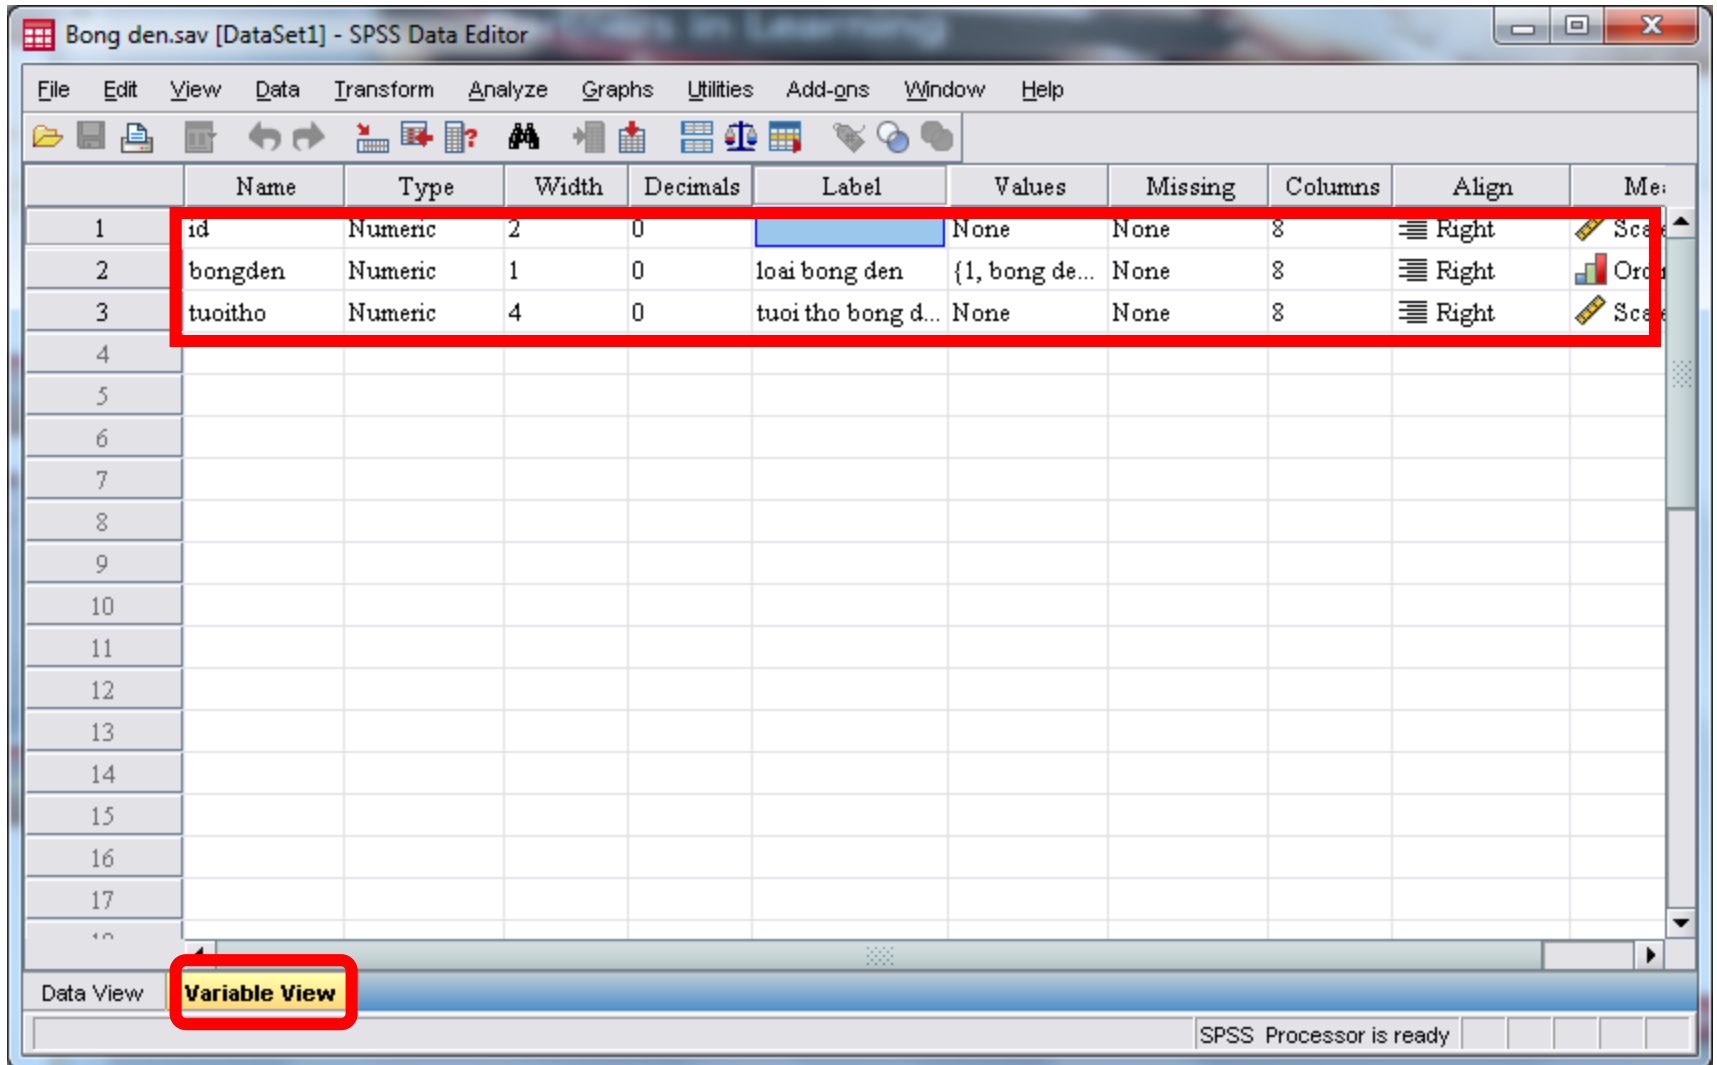 Bong den.sav [DataSet1] - SPSS Data Editor
File Edit View Data Transform Analyze Graphs Utilities Add-ons Window Help
Name Type Width Decimals Label Values Missing Columns Align
1 id Numeric 2 0 None None 8 Right
2 bongden Numeric 1 0 loai bong den {1, bong de... None 8 Right
3 tuoitho Numeric 4 0 tuoi tho bong d... None None 8 Right
4
5
6
7
8
9
10
11
12
13
14
15
16
17
Data View Variable View
SPSS Processor is ready